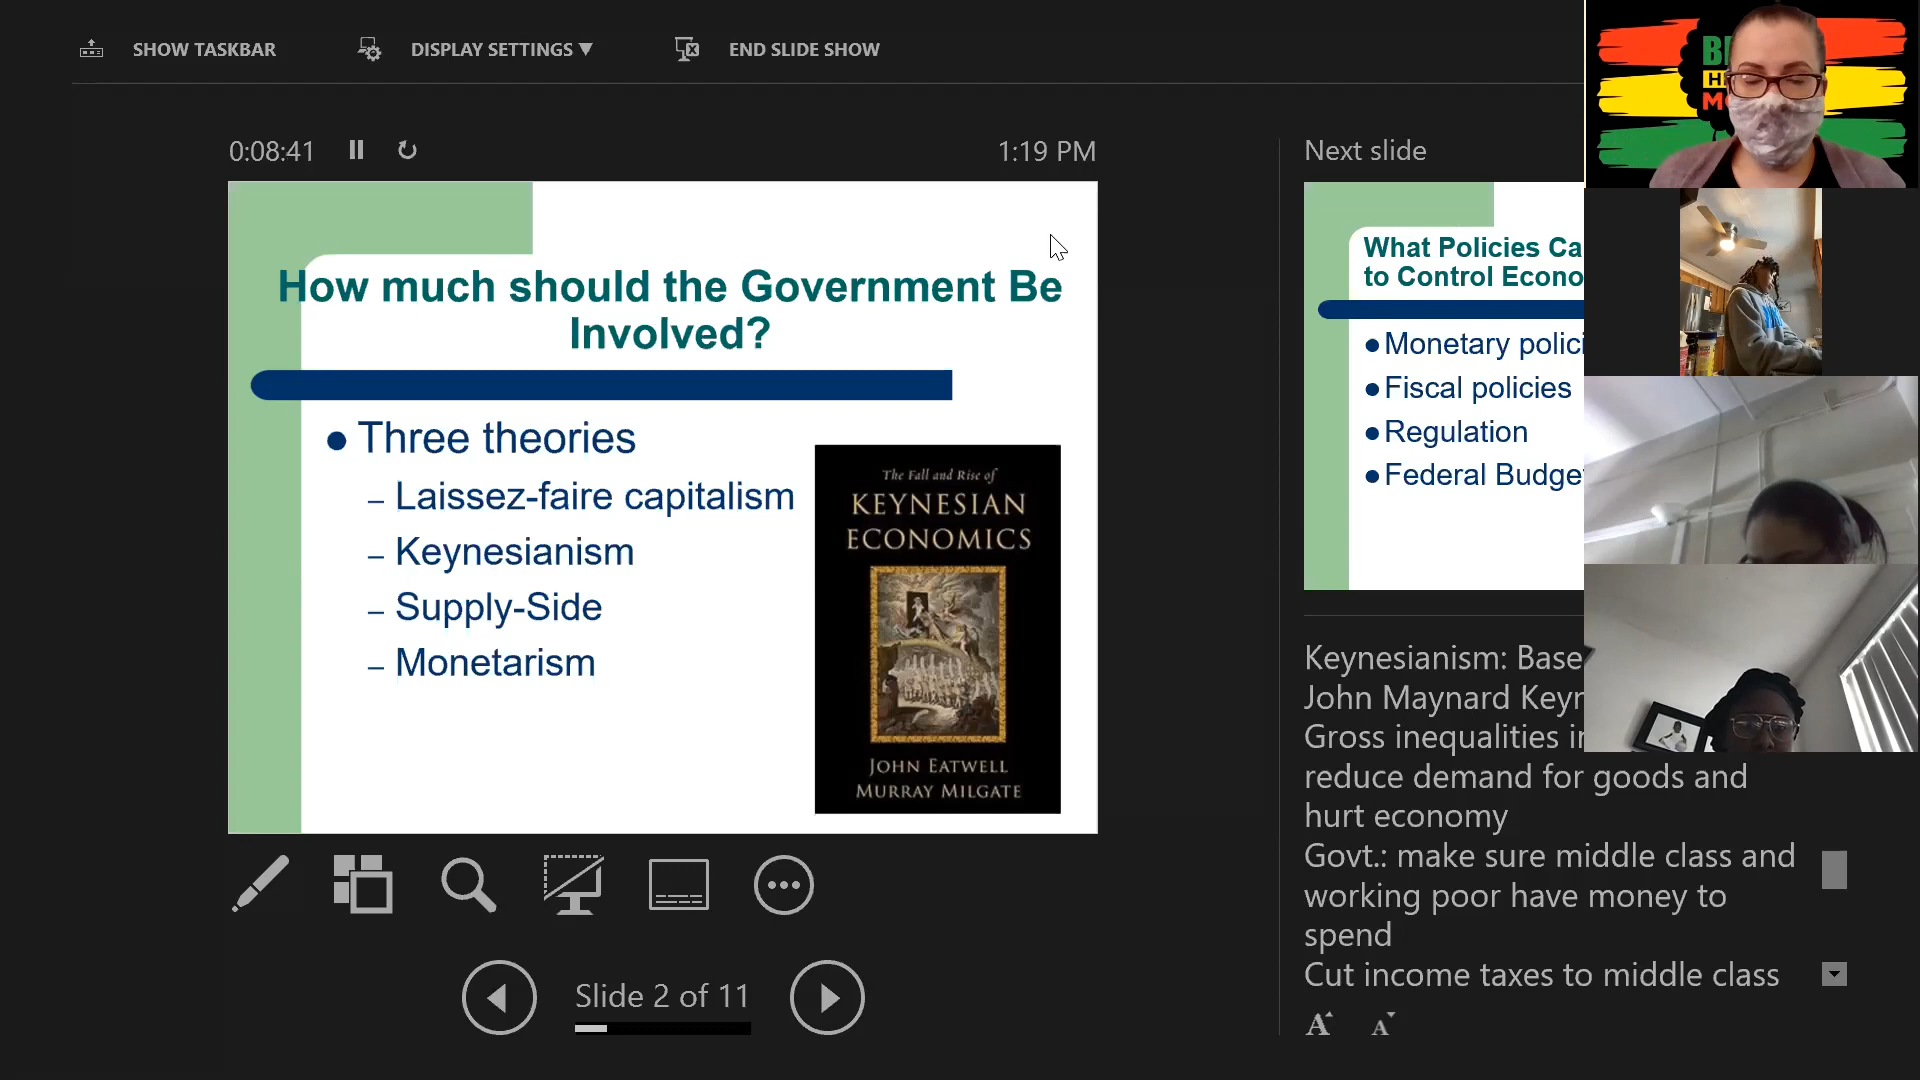 SHOW TASKBAR
DISPLAY SETTINGS ▼
END SLIDE SHOW
0:08:41
1:19 PM
How much should the Government Be
Involved?
● Three theories
– Laissez-faire capitalism
– Keynesianism
– Supply-Side
– Monetarism
The Fall and Rise of
KEYNESIAN
ECONOMICS
JOHN EATWELL
MURRAY MILGATE
Slide 2 of 11
Next slide
What Policies Ca
to Control Econo
● Monetary polici
● Fiscal policies
● Regulation
● Federal Budge
Keynesianism: Base
John Maynard Keyn
Gross inequalities in
reduce demand for goods and
hurt economy
Govt.: make sure middle class and
working poor have money to
spend
Cut income taxes to middle class
A A